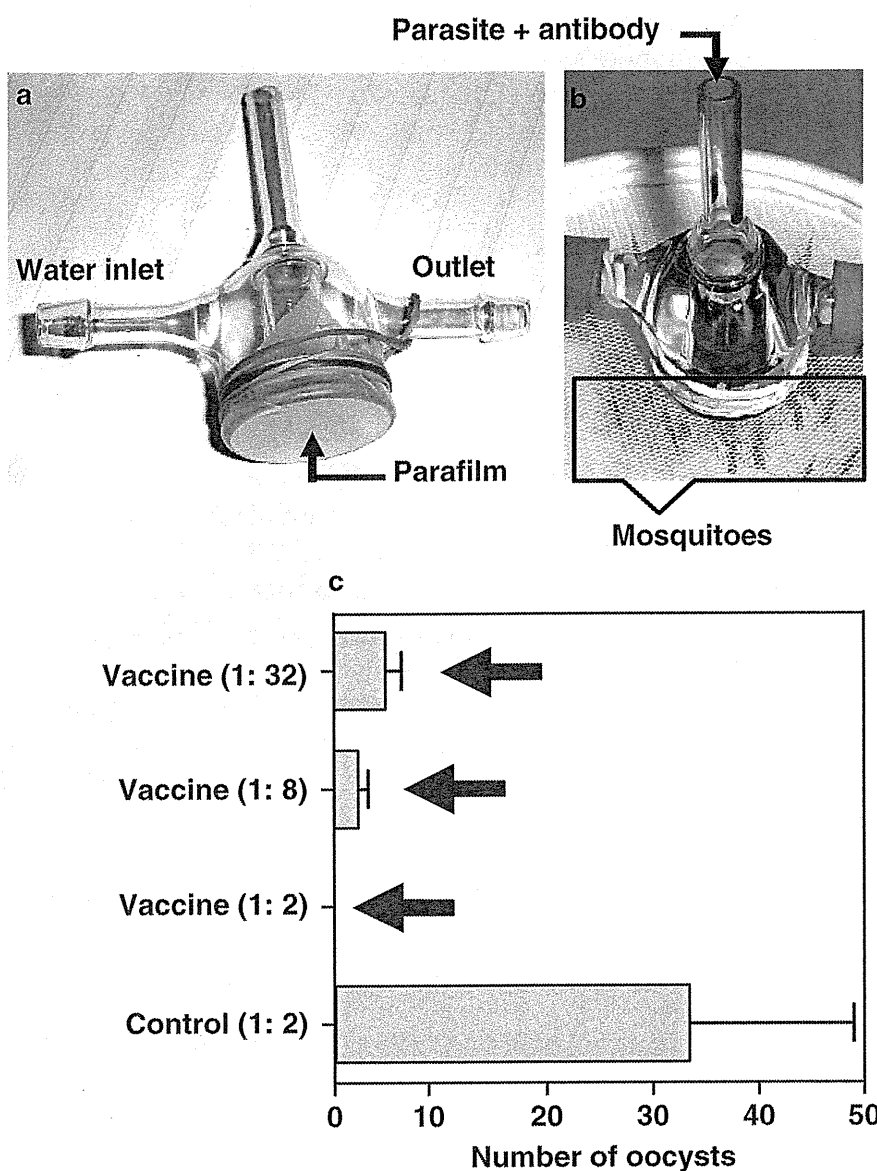 Parasite + antibody
a
b
Water inlet
Outlet
Parafilm
Mosquitoes
c
Vaccine (1: 32)
Vaccine (1: 8)
Vaccine (1: 2)
Control (1: 2)
0 10 20 30 40 50
Number of oocysts